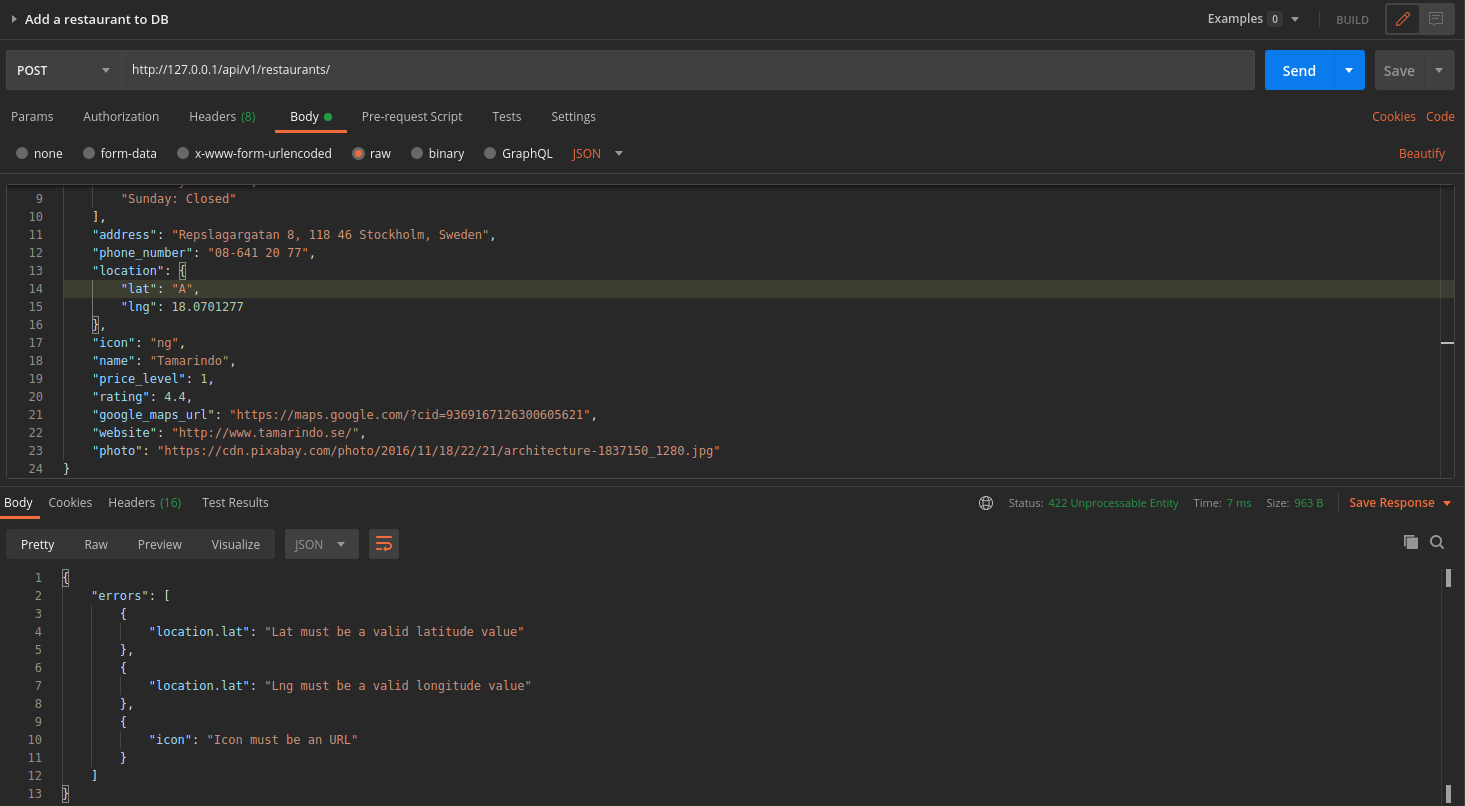 Add a restaurant to DB
Examples 0 BUILD
POST http://127.0.0.1/api/v1/restaurants/ Send Save
Params Authorization Headers (8) Body Pre-request Script Tests Settings Cookies Code
none form-data x-www-form-urlencoded raw binary GraphQL JSON Beautify
9 "Sunday: Closed"
10 ],
11 "address": "Repslagargatan 8, 118 46 Stockholm, Sweden",
12 "phone_number": "08-641 20 77",
13 "location": {
14 "lat": "A",
15 "lng": 18.0701277
16 },
17 "icon": "ng",
18 "name": "Tamarindo",
19 "price_level": 1,
20 "rating": 4.4,
21 "google_maps_url": "https://maps.google.com/?cid=9369167126300605621",
22 "website": "http://www.tamarindo.se/",
23 "photo": "https://cdn.pixabay.com/photo/2016/11/18/22/21/architecture-1837150_1280.jpg"
24 }
Body Cookies Headers (16) Test Results Status: 422 Unprocessable Entity Time: 7 ms Size: 963 B Save Response
Pretty Raw Preview Visualize JSON
1 {
2 "errors": [
3 {
4 "location.lat": "Lat must be a valid latitude value"
5 },
6 {
7 "location.lat": "Lng must be a valid longitude value"
8 },
9 {
10 "icon": "Icon must be an URL"
11 }
12 ]
13 }